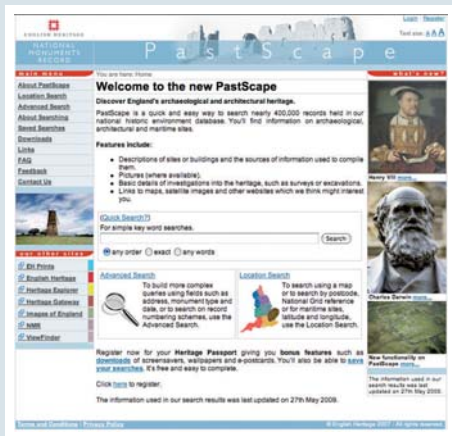 Login Register
ENGLISH HERITAGE
Text size: A A A
NATIONAL
MONUMENTS
RECORD
PastScape
main menu
You are here: Home
what's new?
About PastScape
Location Search
Advanced Search
About Searching
Saved Searches
Downloads
Links
FAQ
Feedback
Contact Us
Welcome to the new PastScape
Discover England's archaeological and architectural heritage.
PastScape is a quick and easy way to search nearly 400,000 records held in our
national historic environment database. You'll find information on archaeological,
architectural and maritime sites.
Features include:
• Descriptions of sites or buildings and the sources of information used to compile
them.
• Pictures (where available).
• Basic details of investigations into the heritage, such as surveys or excavations.
• Links to maps, satellite images and other websites which we think might interest
you.
Henry VIII more...
(Quick Search?)
For simple key word searches.
Search
any order exact any words
our other sites
EH Prints
English Heritage
Heritage Explorer
Heritage Gateway
Images of England
NMR
ViewFinder
Advanced Search
To build more complex
queries using fields such as
address, monument type and
date, or to search on record
numbering schemes, use the
Advanced Search.
Location Search
To search using a map
or to search by postcode,
National Grid reference
or for maritime sites,
latitude and longitude,
use the Location Search.
Charles Darwin more...
New functionality on
PastScape more...
The information used in our
search results was last
updated on 27th May 2009.
Register now for your Heritage Passport giving you bonus features such as
downloads of screensavers, wallpapers and e-postcards. You'll also be able to save
your searches. It's free and easy to complete.
Click here to register.
The information used in our search results was last updated on 27th May 2009.
Terms and Conditions | Privacy Policy
© English Heritage 2007 - All rights reserved